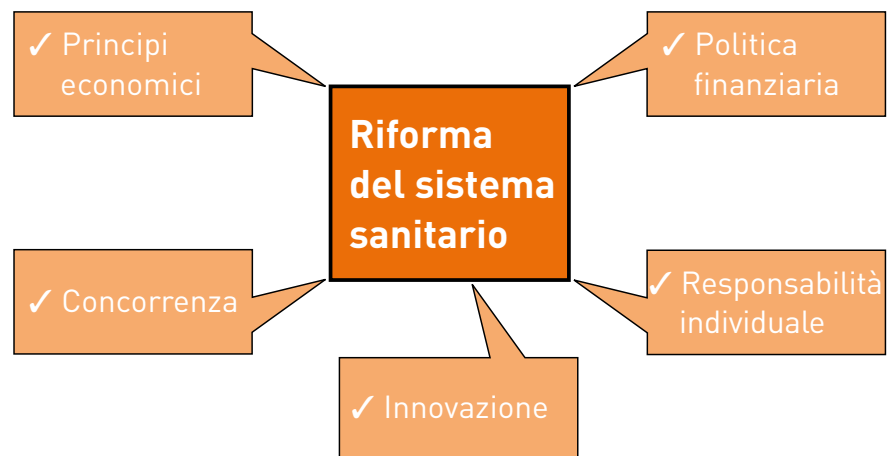 ✓ Principi
economici
✓ Politica
finanziaria
Riforma
del sistema
sanitario
✓ Concorrenza
✓ Responsabilità
individuale
✓ Innovazione